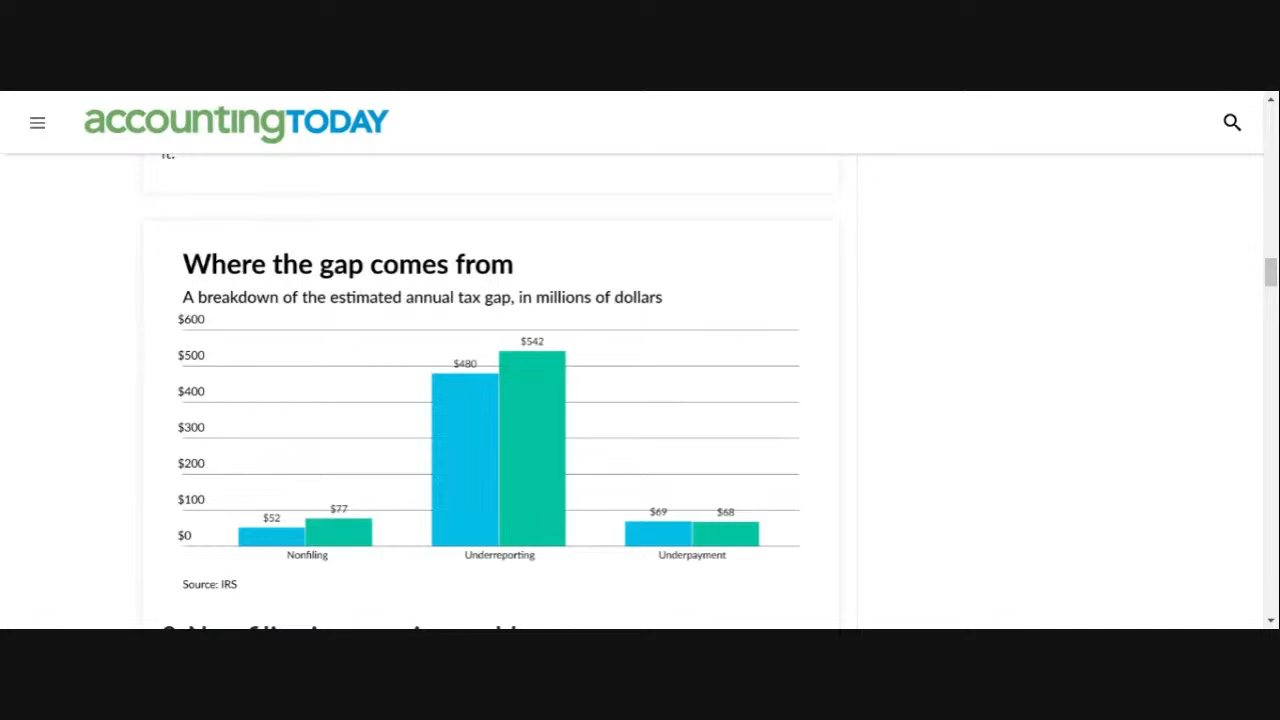 accountingTODAY
it.
Where the gap comes from
A breakdown of the estimated annual tax gap, in millions of dollars
$600
$500
$400
$300
$200
$100
$0
$52
$77
$480
$542
$69
$68
Nonfiling
Underreporting
Underpayment
Source: IRS